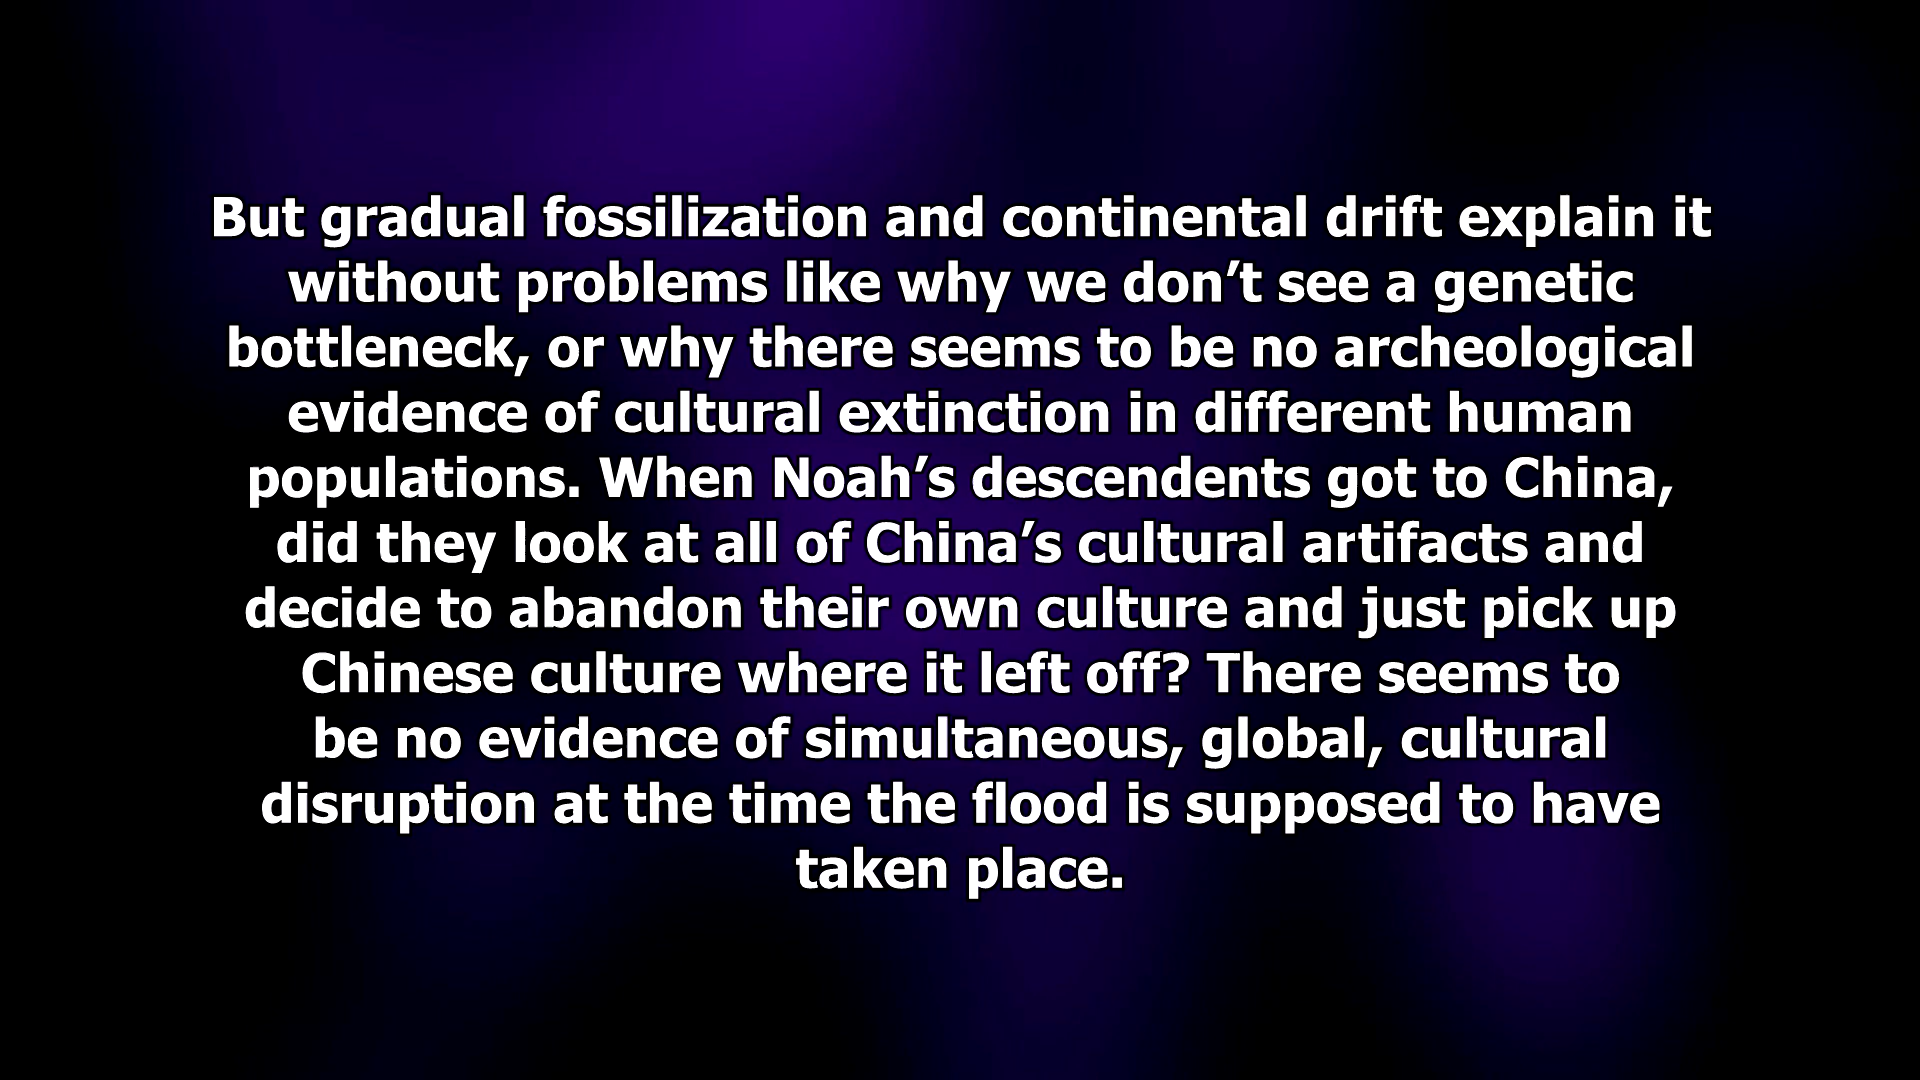 But gradual fossilization and continental drift explain it
without problems like why we don’t see a genetic
bottleneck, or why there seems to be no archeological
evidence of cultural extinction in different human
populations. When Noah’s descendents got to China,
did they look at all of China’s cultural artifacts and
decide to abandon their own culture and just pick up
Chinese culture where it left off? There seems to
be no evidence of simultaneous, global, cultural
disruption at the time the flood is supposed to have
taken place.